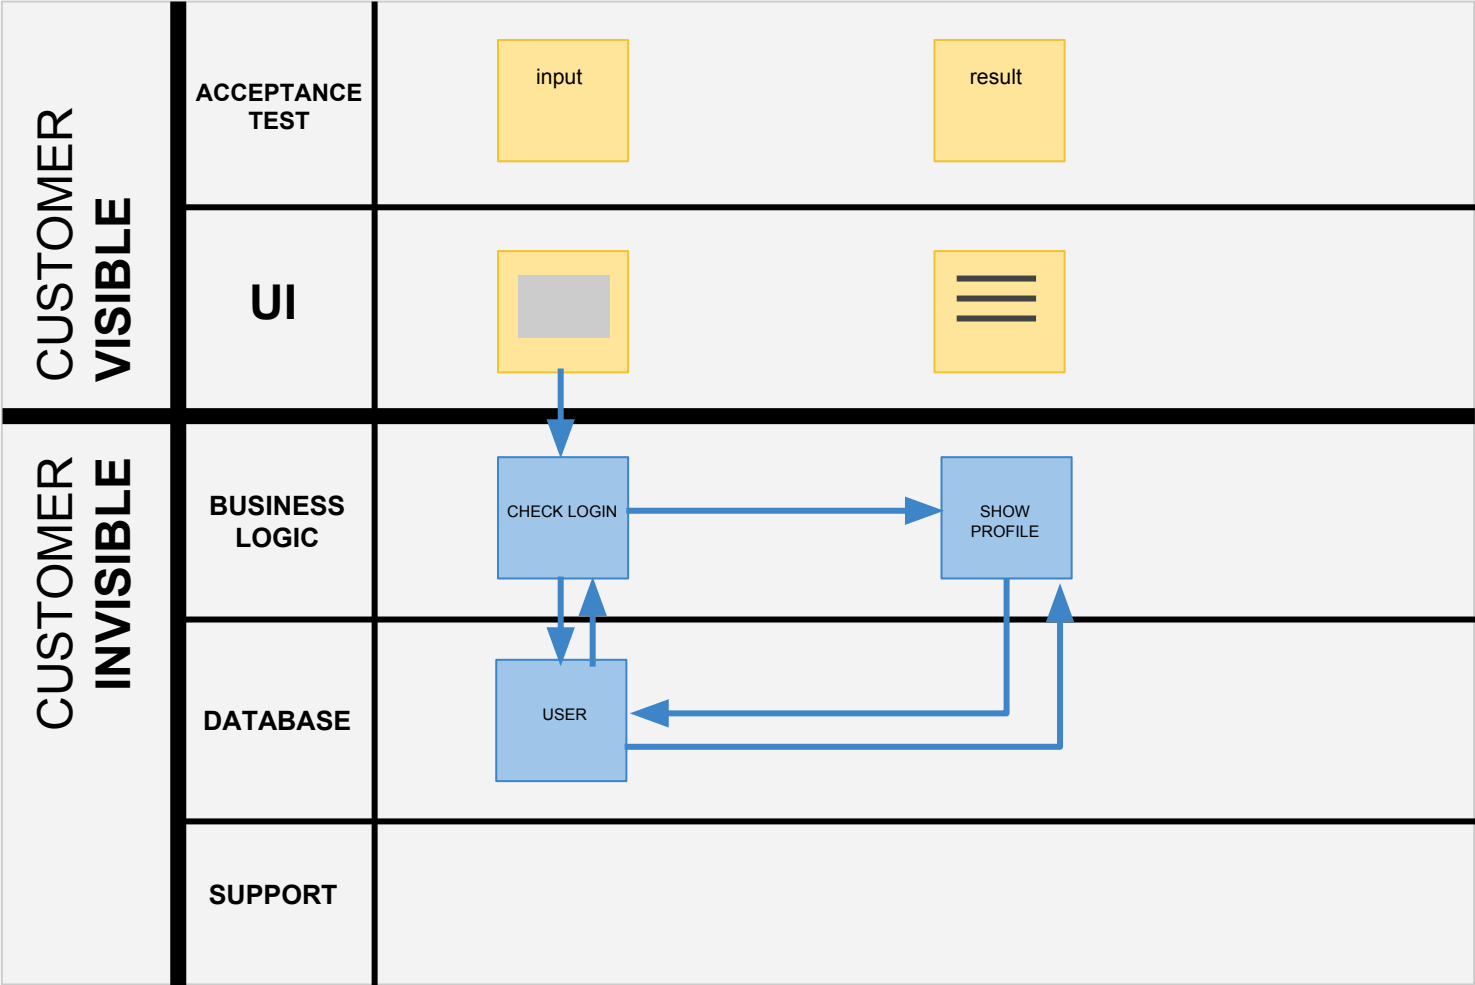 CUSTOMER
VISIBLE
ACCEPTANCE
TEST
input
result
UI
CUSTOMER
INVISIBLE
BUSINESS
LOGIC
CHECK LOGIN
SHOW
PROFILE
DATABASE
USER
SUPPORT